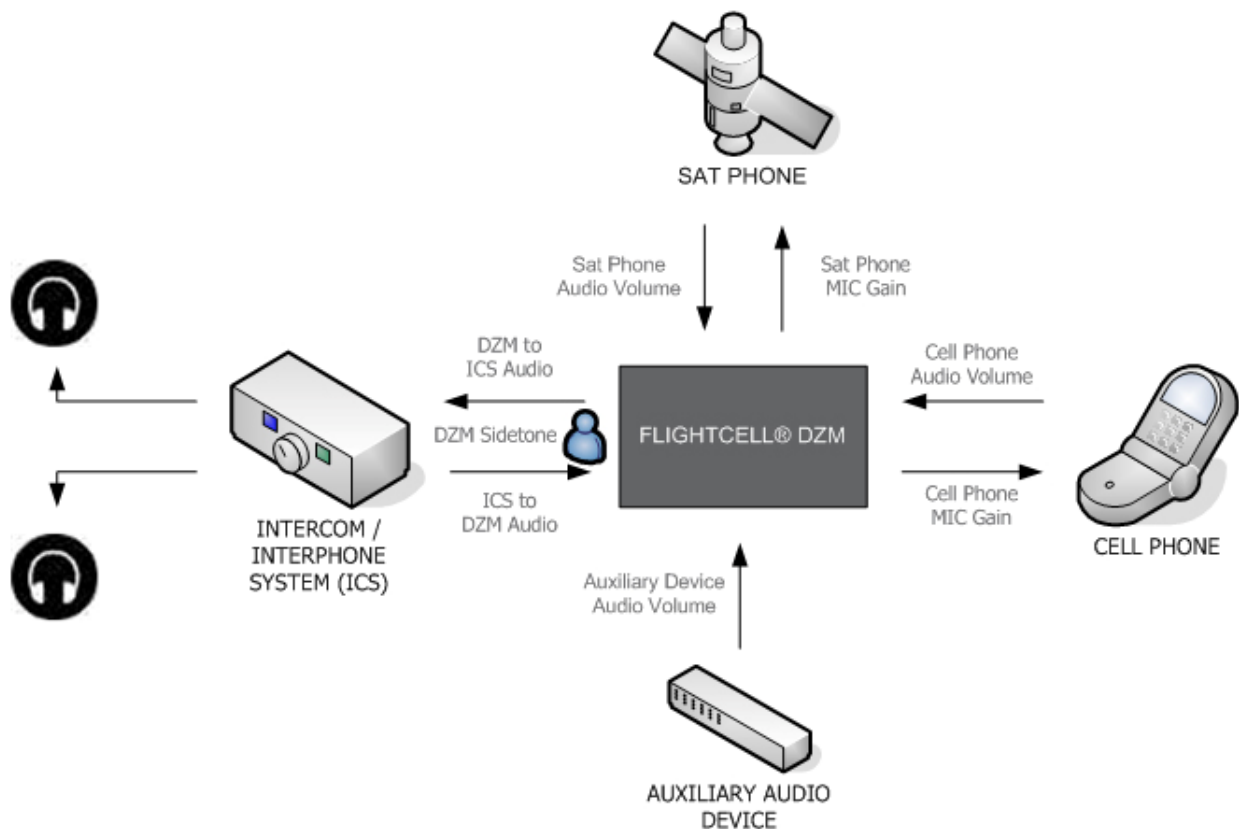 SAT PHONE
Sat Phone
Audio Volume
Sat Phone
MIC Gain
DZM to
ICS Audio
Cell Phone
Audio Volume
DZM Sidetone
FLIGHTCELL® DZM
ICS to
DZM Audio
Cell Phone
MIC Gain
INTERCOM /
INTERPHONE
SYSTEM (ICS)
CELL PHONE
Auxiliary Device
Audio Volume
AUXILIARY AUDIO
DEVICE